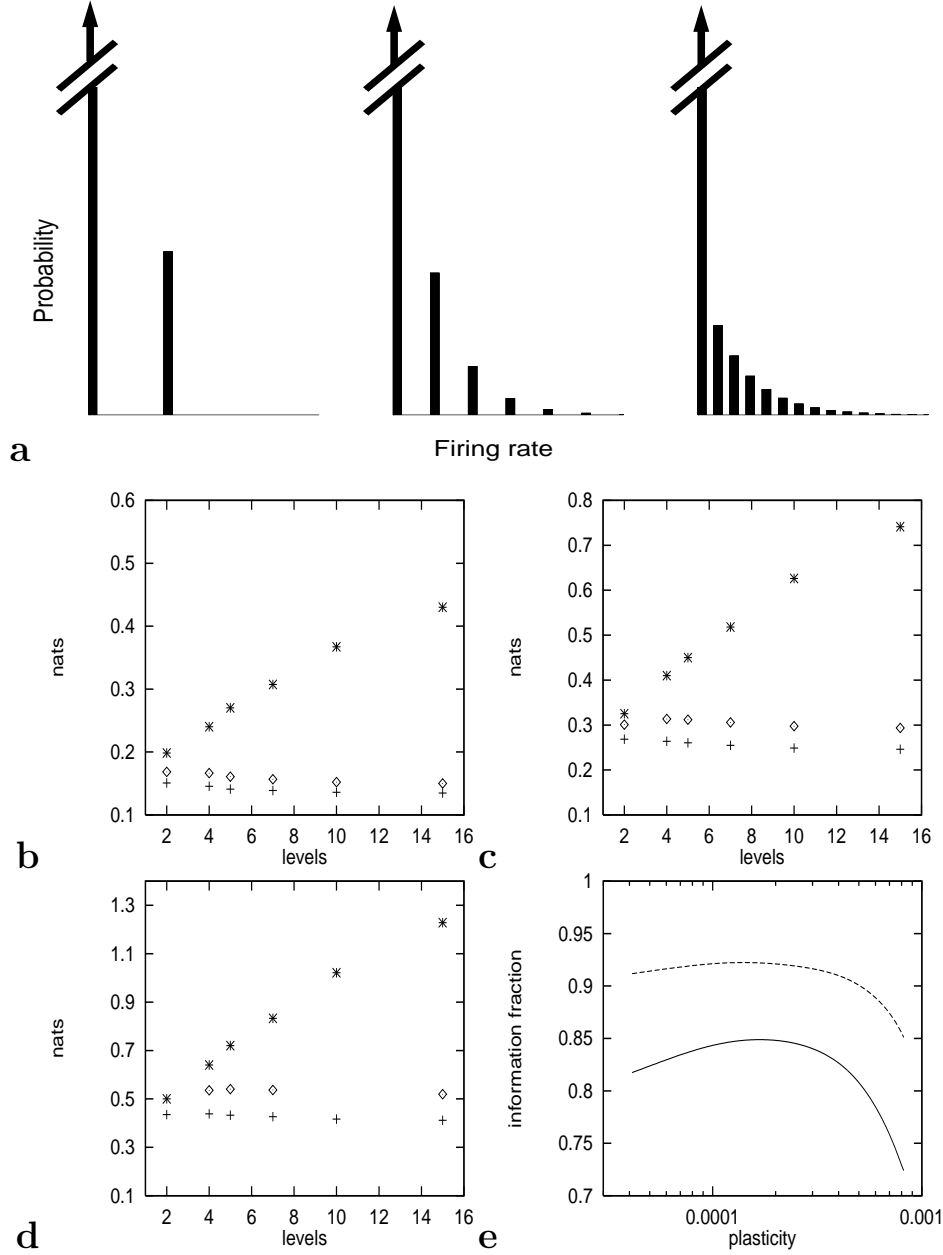 Probability
a
Firing rate
0.6
0.5
0.4
0.3
0.2
0.1
nats
2 4 6 8 10 12 14 16
levels
b
0.8
0.7
0.6
0.5
0.4
0.3
0.2
0.1
nats
2 4 6 8 10 12 14 16
levels
c
1.3
1.1
0.9
0.7
0.5
0.3
0.1
nats
2 4 6 8 10 12 14 16
levels
d
1
0.95
0.9
0.85
0.8
0.75
0.7
information fraction
0.0001 0.001
plasticity
e